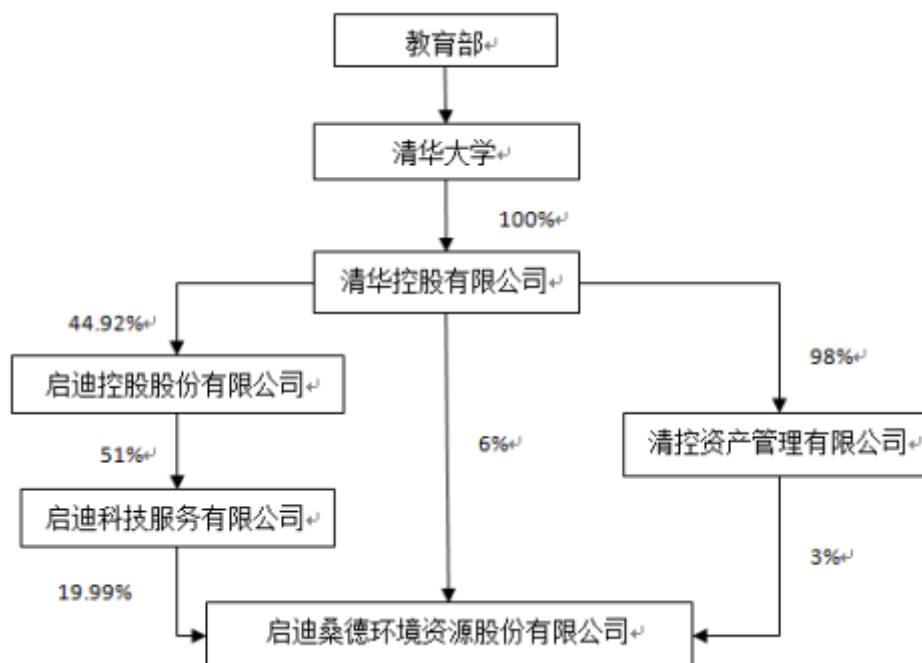 教育部
清华大学
100%
清华控股有限公司
44.92%
98%
启迪控股股份有限公司
清控资产管理有限公司
6%
51%
启迪科技服务有限公司
3%
19.99%
启迪桑德环境资源股份有限公司